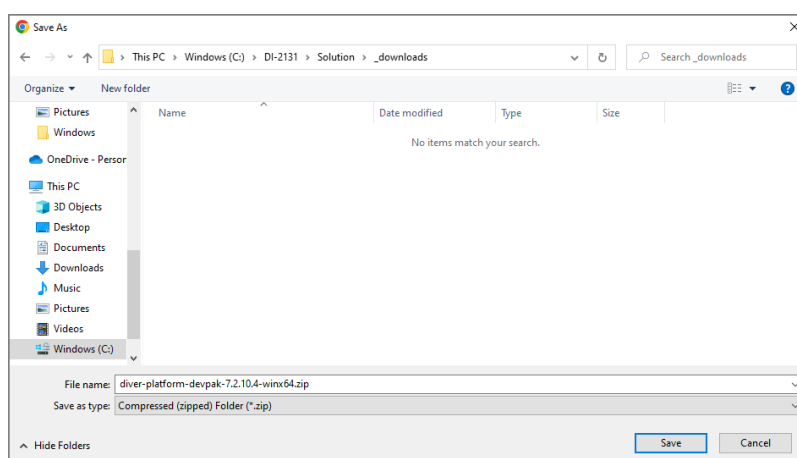 Save As
This PC > Windows (C:) > DI-2131 > Solution > _downloads
Search _downloads
Organize
New folder
Name
Date modified
Type
Size
No items match your search.
Pictures
Windows
OneDrive - Person
This PC
3D Objects
Desktop
Documents
Downloads
Music
Pictures
Videos
Windows (C:)
File name: diver-platform-devpak-7.2.10.4-winx64.zip
Save as type: Compressed (zipped) Folder (*.zip)
Hide Folders
Save
Cancel